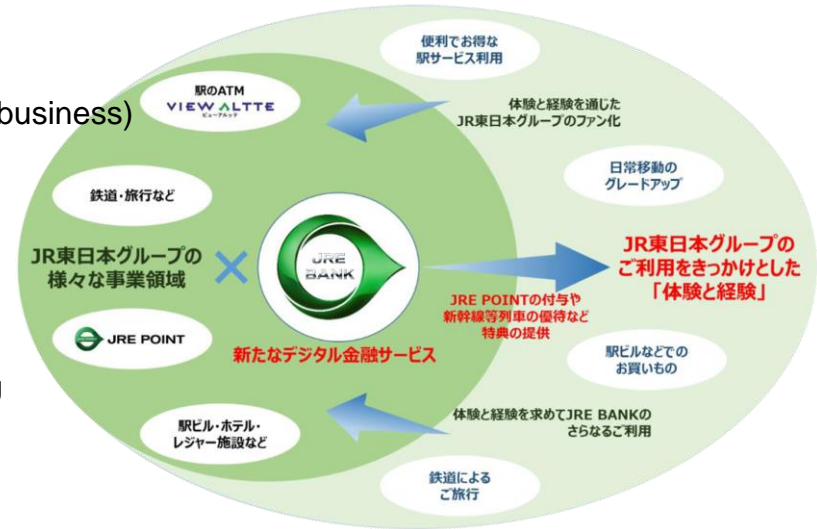 便利でお得な
駅サービス利用
駅のATM
VIEW ALTTE
ビューアルッテ
business)
体験と経験を通じた
JR東日本グループのファン化
日常移動の
グレードアップ
鉄道・旅行など
JR東日本グループの
様々な事業領域
×
JRE
BANK
JR東日本グループの
ご利用をきっかけとした
「体験と経験」
JRE POINTの付与や
新幹線等列車の優待など
特典の提供
JRE POINT
新たなデジタル金融サービス
駅ビルなどでの
お買いもの
g
駅ビル・ホテル・
レジャー施設など
体験と経験を求めてJRE BANKの
さらなるご利用
鉄道による
ご旅行